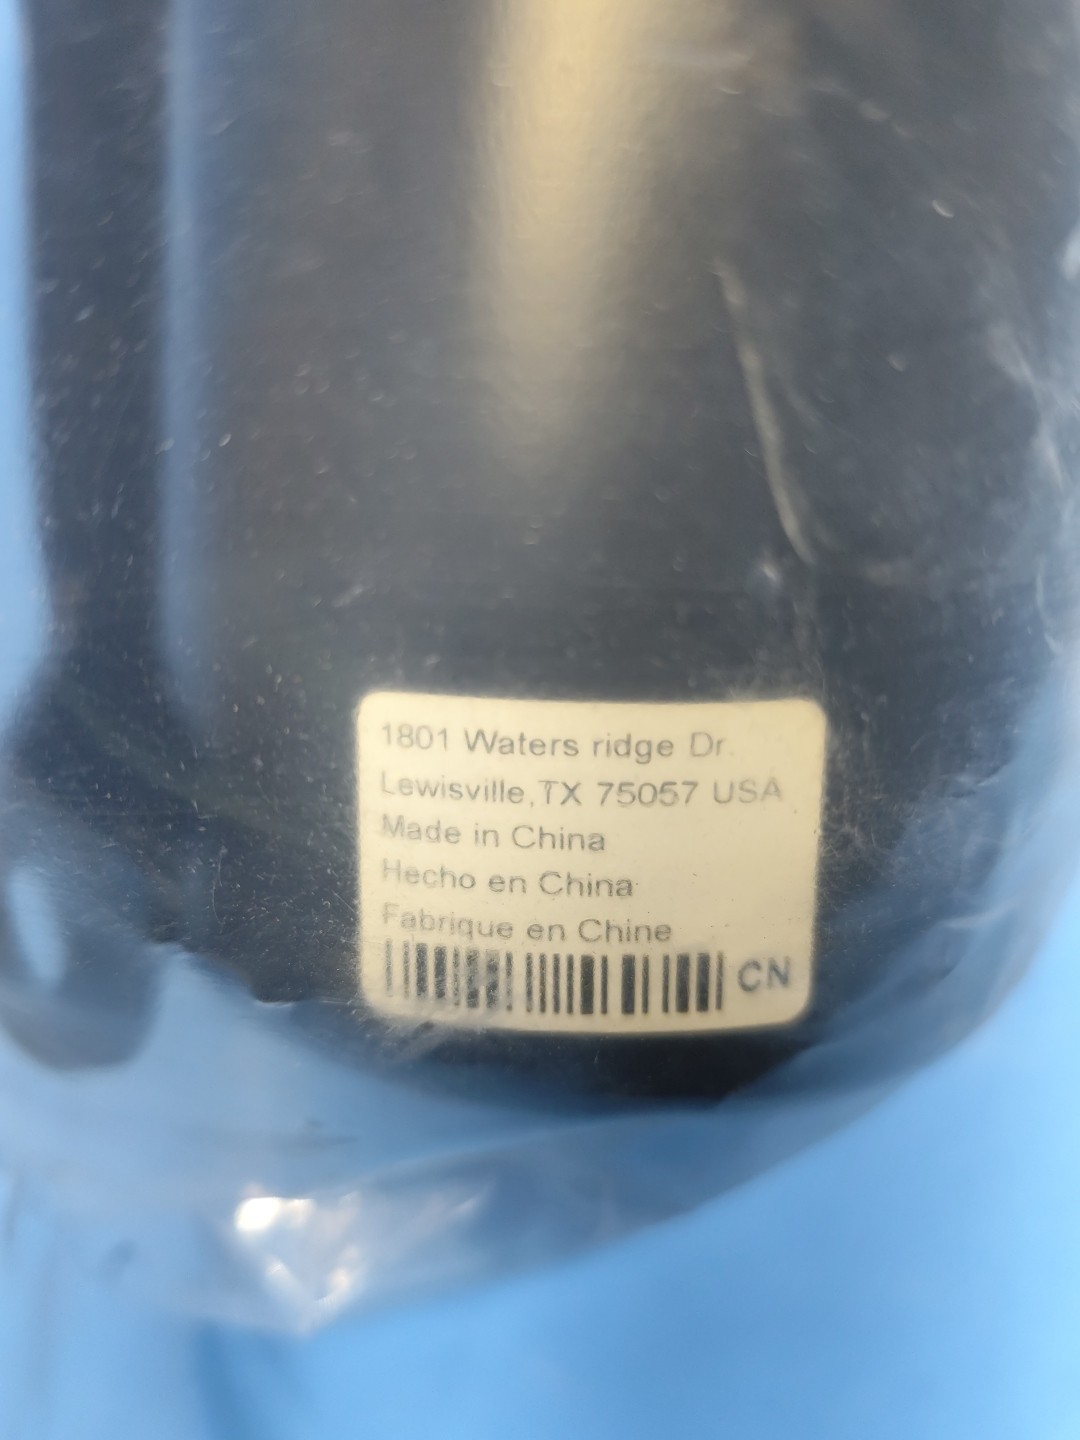 1801 Waters ridge Dr.
Lewisville,TX 75057 USA
Made in China
Hecho en China
Fabrique en Chine
CN